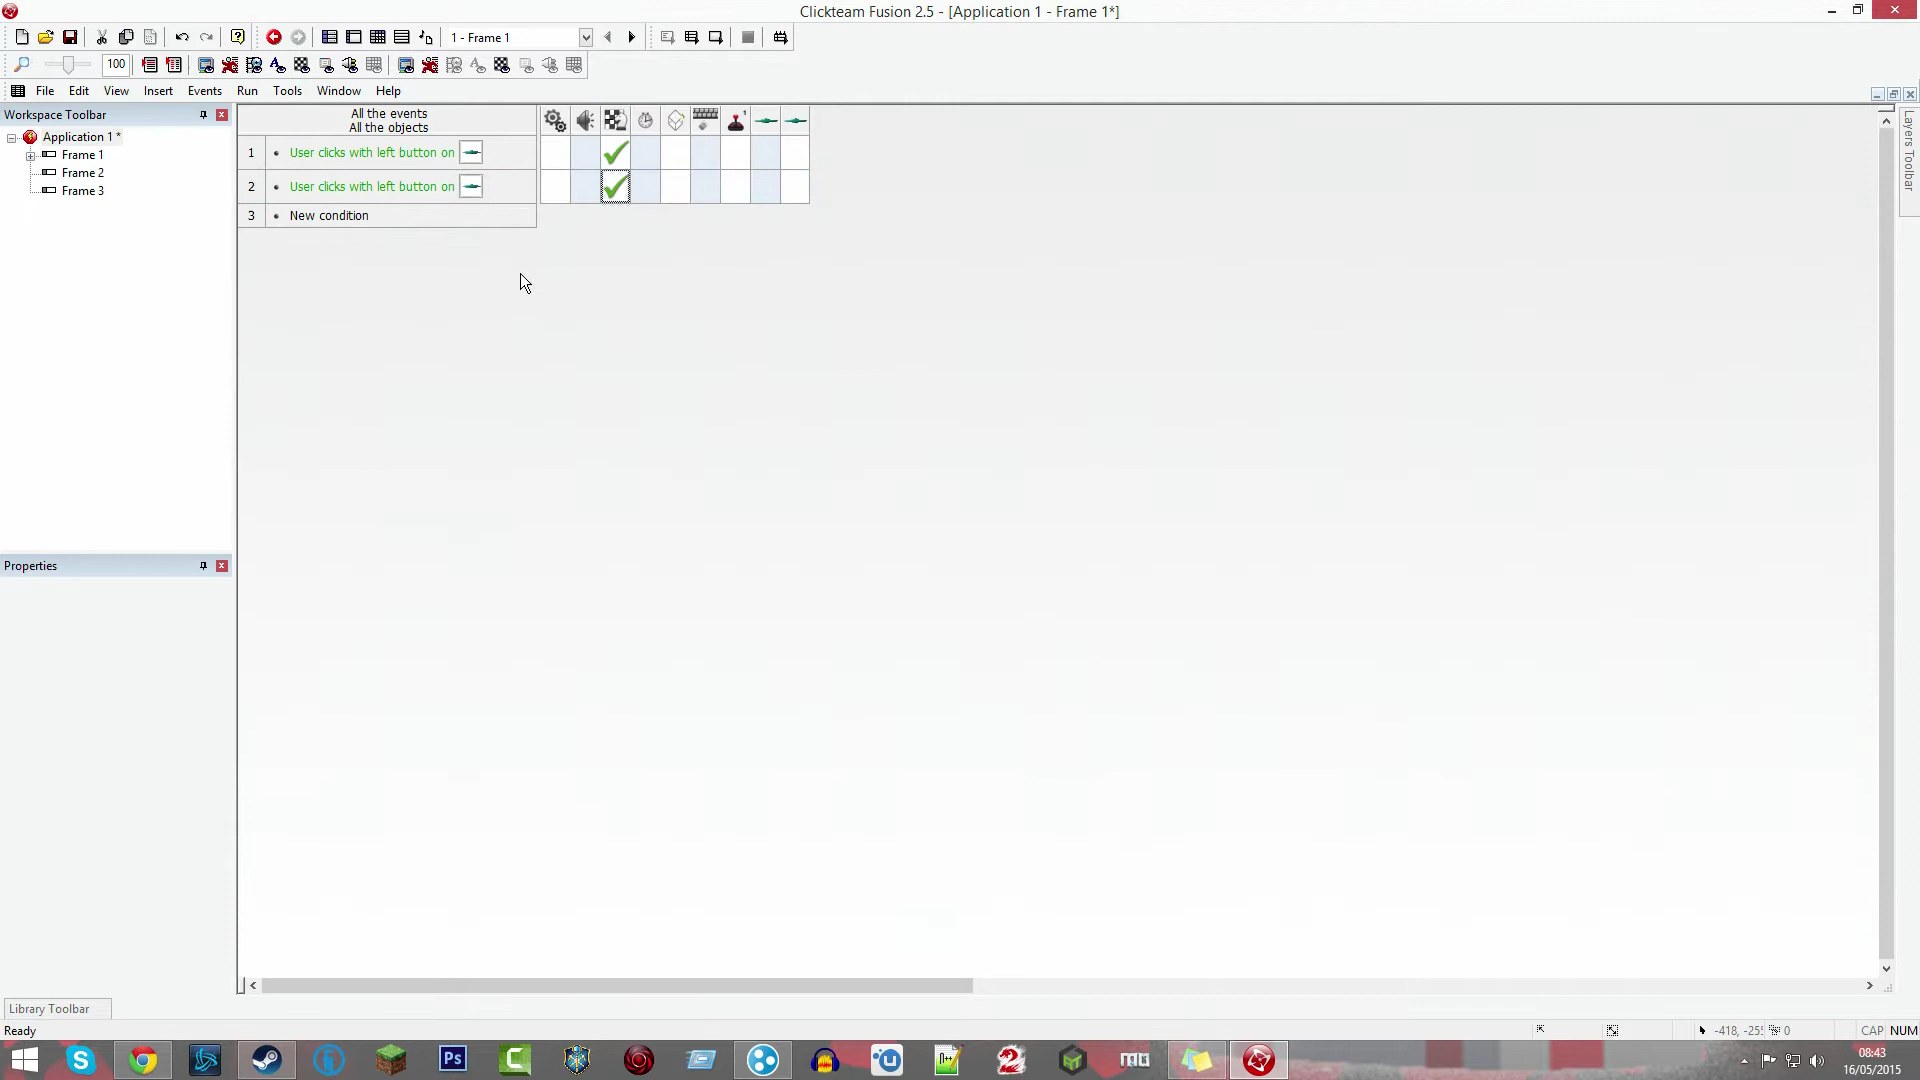 Clickteam Fusion 2.5 - [Application 1 - Frame 1*]
1 - Frame 1
100
File Edit View Insert Events Run Tools Window Help
Workspace Toolbar
Application 1 *
Frame 1
Frame 2
Frame 3
All the events
All the objects
1 User clicks with left button on
2 User clicks with left button on
3 New condition
Layers Toolbar
Properties
Library Toolbar
Ready
CAP NUM
Ps
08:43
16/05/2015